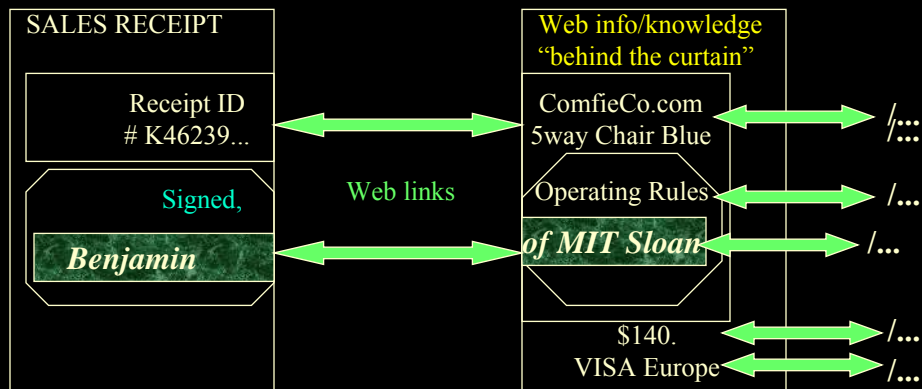 SALES RECEIPT
Receipt ID
# K46239...
Signed,
Benjamin
Web links
Web info/knowledge
“behind the curtain”
ComfieCo.com
5way Chair Blue
Operating Rules
of MIT Sloan
$140.
VISA Europe
/...
/...
/...
/...
/...
/...